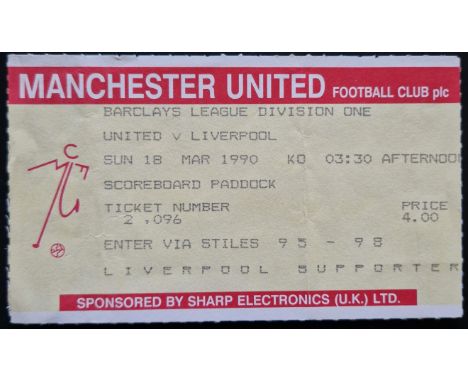 MANCHESTER UNITED FOOTBALL CLUB plc
BARCLAYS LEAGUE DIVISION ONE
UNITED V LIVERPOOL
SUN 18 MAR 1990 KO 03:30 AFTERNOO
SCOREBOARD PADDOCK
TICKET NUMBER PRICE
2,096 4.00
ENTER VIA STILES 95 - 98
LIVERPOOL SUPPORTER
SPONSORED BY SHARP ELECTRONICS (U.K.) LTD.